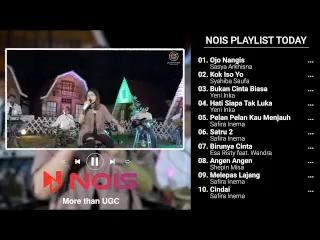 NOIS PLAYLIST TODAY
01. Ojo Nangis ...
Sasya Arkhisna
02. Kok Iso Yo ...
Syahiba Saufa
03. Bukan Cinta Biasa ...
Yeni Inka
04. Hati Siapa Tak Luka ...
Yeni Inka
05. Pelan Pelan Kau Menjauh ...
Safira Inema
06. Satru 2 ...
Safira Inema
07. Birunya Cinta ...
Esa Risty feat. Wandra
08. Angen Angen ...
Shepin Misa
09. Melepas Lajang ...
Safira Inema
10. Cindai ...
Safira Inema
NOIS
More than UGC